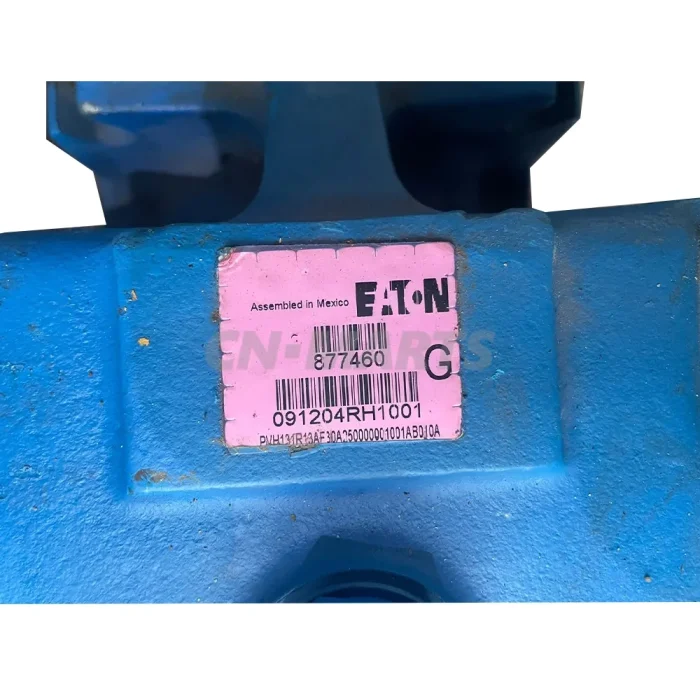 Assembled in Mexico EATON
877460 G
091204RH1001
PVH131R13AF30A250000001001AB010A
CN-PARTS